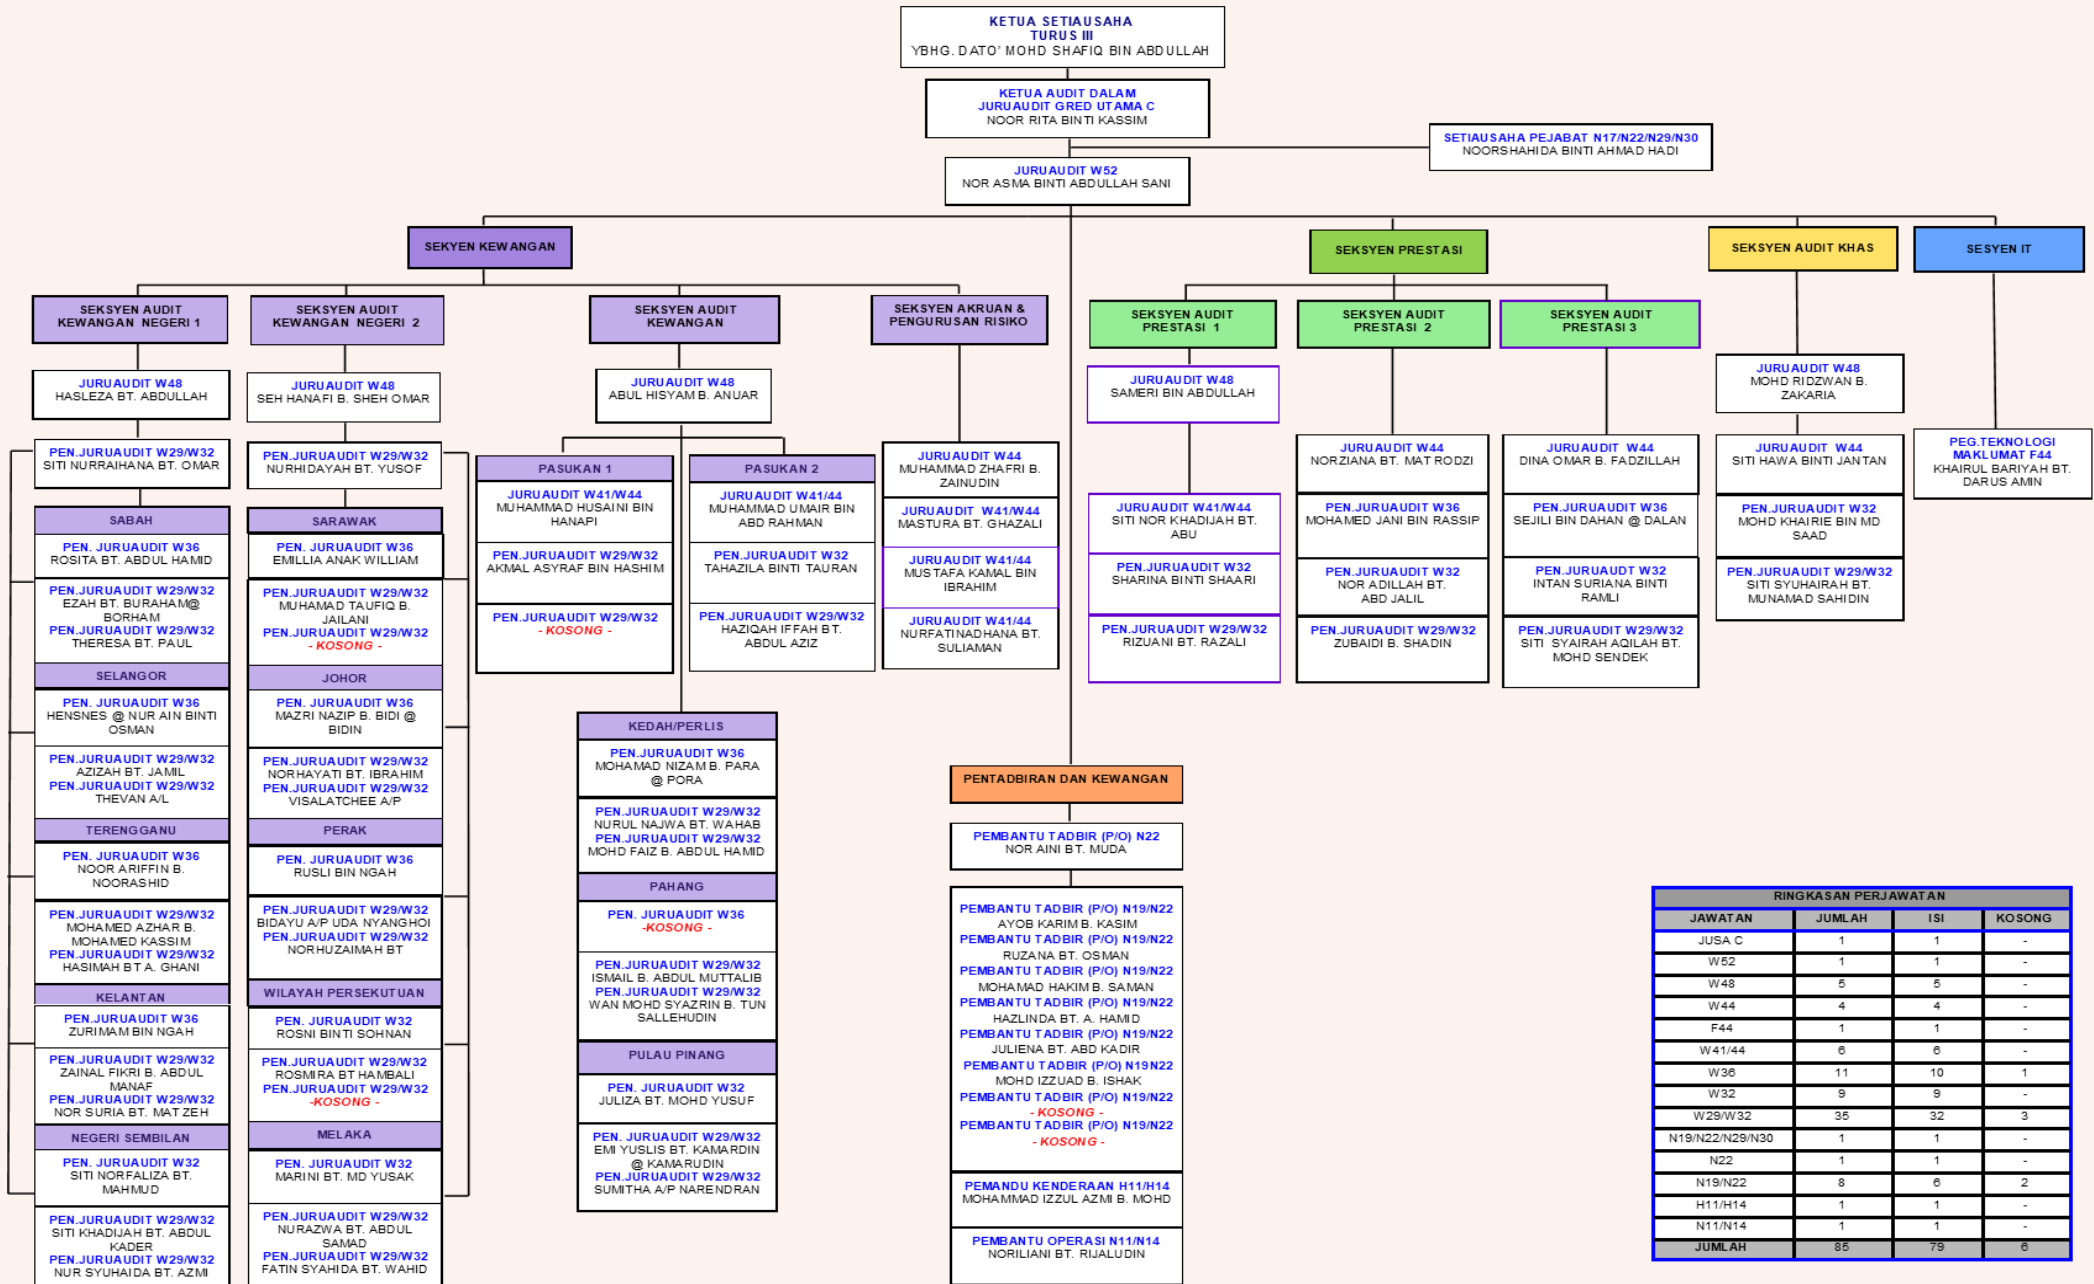 KETUA SETIAUSAHA
TURUS III
YBHG. DATO' MOHD SHAFIQ BIN ABDULLAH
KETUA AUDIT DALAM
JURUAUDIT GRED UTAMA C
NOOR RITA BINTI KASSIM
SETIAUSAHA PEJABAT N17/N22/N29/N30
NOORSHAHIDA BINTI AHMAD HADI
JURUAUDIT W52
NOR ASMA BINTI ABDULLAH SANI
SEKYEN KEWANGAN
SEKSYEN PRESTASI
SEKSYEN AUDIT KHAS
SESYEN IT
SEKSYEN AUDIT
KEWANGAN NEGERI 1
JURUAUDIT W48
HASLEZA BT. ABDULLAH
PEN.JURUAUDIT W29/W32
SITI NURRAIHANA BT. OMAR
SABAH
PEN. JURUAUDIT W36
ROSITA BT. ABDUL HAMID
PEN.JURUAUDIT W29/W32
EZAH BT. BURAHAM@
BORHAM
PEN.JURUAUDIT W29/W32
THERESA BT. PAUL
SELANGOR
PEN. JURUAUDIT W36
HENSNES @ NUR AIN BINTI
OSMAN
PEN.JURUAUDIT W29/W32
AZIZAH BT. JAMIL
PEN.JURUAUDIT W29/W32
THEVAN A/L
TERENGGANU
PEN. JURUAUDIT W36
NOOR ARIFFIN B.
NOORASHID
PEN.JURUAUDIT W29/W32
MOHAMED AZHAR B.
MOHAMED KASSIM
PEN.JURUAUDIT W29/W32
HASIMAH BT A. GHANI
KELANTAN
PEN.JURUAUDIT W36
ZURIMAM BIN NGAH
PEN.JURUAUDIT W29/W32
ZAINAL FIKRI B. ABDUL
MANAF
PEN.JURUAUDIT W29/W32
NOR SURIA BT. MAT ZEH
NEGERI SEMBILAN
PEN. JURUAUDIT W32
SITI NORFALIZA BT.
MAHMUD
PEN.JURUAUDIT W29/W32
SITI KHADIJAH BT. ABDUL
KADER
PEN.JURUAUDIT W29/W32
NUR SYUHAIDA BT. AZMI
SEKSYEN AUDIT
KEWANGAN NEGERI 2
JURUAUDIT W48
SEH HANAFI B. SHEH OMAR
PEN.JURUAUDIT W29/W32
NURHIDAYAH BT. YUSOF
SARAWAK
PEN. JURUAUDIT W36
EMILLIA ANAK WILLIAM
PEN.JURUAUDIT W29/W32
MUHAMAD TAUFIQ B.
JAILANI
PEN.JURUAUDIT W29/W32
- KOSONG -
JOHOR
PEN. JURUAUDIT W36
MAZRI NAZIP B. BIDI @
BIDIN
PEN.JURUAUDIT W29/W32
NORHAYATI BT. IBRAHIM
PEN.JURUAUDIT W29/W32
VISALATCHEE A/P
PERAK
PEN. JURUAUDIT W36
RUSLI BIN NGAH
PEN.JURUAUDIT W29/W32
BIDAYU A/P UDA NYANGHOI
PEN.JURUAUDIT W29/W32
NORHUZAIMAH BT
WILAYAH PERSEKUTUAN
PEN. JURUAUDIT W32
ROSNI BINTI SOHNAN
PEN.JURUAUDIT W29/W32
ROSMIRA BT HAMBALI
PEN.JURUAUDIT W29/W32
-KOSONG -
MELAKA
PEN. JURUAUDIT W32
MARINI BT. MD YUSAK
PEN.JURUAUDIT W29/W32
NURAZWA BT. ABDUL
SAMAD
PEN.JURUAUDIT W29/W32
FATIN SYAHIDA BT. WAHID
SEKSYEN AUDIT
KEWANGAN
JURUAUDIT W48
ABUL HISYAM B. ANUAR
PASUKAN 1
JURUAUDIT W41/W44
MUHAMMAD HUSAINI BIN
HANAPI
PEN.JURUAUDIT W29/W32
AKMAL ASYRAF BIN HASHIM
PEN.JURUAUDIT W29/W32
- KOSONG -
PASUKAN 2
JURUAUDIT W41/44
MUHAMMAD UMAIR BIN
ABD RAHMAN
PEN.JURUAUDIT W32
TAHAZILA BINTI TAURAN
PEN.JURUAUDIT W29/W32
HAZIQAH IFFAH BT.
ABDUL AZIZ
KEDAH/PERLIS
PEN.JURUAUDIT W36
MOHAMAD NIZAM B. PARA
@ PORA
PEN.JURUAUDIT W29/W32
NURUL NAJWA BT. WAHAB
PEN.JURUAUDIT W29/W32
MOHD FAIZ B. ABDUL HAMID
PAHANG
PEN. JURUAUDIT W36
-KOSONG -
PEN.JURUAUDIT W29/W32
ISMAIL B. ABDUL MUTTALIB
PEN.JURUAUDIT W29/W32
WAN MOHD SYAZRIN B. TUN
SALLEHUDIN
PULAU PINANG
PEN. JURUAUDIT W32
JULIZA BT. MOHD YUSUF
PEN. JURUAUDIT W29/W32
EMI YUSLIS BT. KAMARDIN
@ KAMARUDIN
PEN.JURUAUDIT W29/W32
SUMITHA A/P NARENDRAN
SEKSYEN AKRUAN &
PENGURUSAN RISIKO
JURUAUDIT W44
MUHAMMAD ZHAFRI B.
ZAINUDIN
JURUAUDIT W41/W44
MASTURA BT. GHAZALI
JURUAUDIT W41/44
MUSTAFA KAMAL BIN
IBRAHIM
JURUAUDIT W41/44
NURFATINADHANA BT.
SULIAMAN
PENTADBIRAN DAN KEWANGAN
PEMBANTU TADBIR (P/O) N22
NOR AINI BT. MUDA
PEMBANTU TADBIR (P/O) N19/N22
AYOB KARIM B. KASIM
PEMBANTU TADBIR (P/O) N19/N22
RUZANA BT. OSMAN
PEMBANTU TADBIR (P/O) N19/N22
MOHAMAD HAKIM B. SAMAN
PEMBANTU TADBIR (P/O) N19/N22
HAZLINDA BT. A. HAMID
PEMBANTU TADBIR (P/O) N19/N22
JULIENA BT. ABD KADIR
PEMBANTU TADBIR (P/O) N19N22
MOHD IZZUAD B. ISHAK
PEMBANTU TADBIR (P/O) N19/N22
- KOSONG -
PEMBANTU TADBIR (P/O) N19/N22
- KOSONG -
PEMANDU KENDERAAN H11/H14
MOHAMMAD IZZUL AZMI B. MOHD
PEMBANTU OPERASI N11/N14
NORILIANI BT. RIJALUDIN
SEKSYEN AUDIT
PRESTASI 1
JURUAUDIT W48
SAMERI BIN ABDULLAH
JURUAUDIT W41/W44
SITI NOR KHADIJAH BT.
ABU
PEN.JURUAUDIT W32
SHARINA BINTI SHAARI
PEN.JURUAUDIT W29/W32
RIZUANI BT. RAZALI
SEKSYEN AUDIT
PRESTASI 2
JURUAUDIT W44
NORZIANA BT. MAT RODZI
PEN.JURUAUDIT W36
MOHAMED JANI BIN RASSIP
PEN.JURUAUDIT W32
NOR ADILLAH BT.
ABD JALIL
PEN.JURUAUDIT W29/W32
ZUBAIDI B. SHADIN
SEKSYEN AUDIT
PRESTASI 3
JURUAUDIT W44
DINA OMAR B. FADZILLAH
PEN.JURUAUDIT W36
SEJILI BIN DAHAN @ DALAN
PEN.JURUAUDT W32
INTAN SURIANA BINTI
RAMLI
PEN.JURUAUDIT W29/W32
SITI SYAIRAH AQILAH BT.
MOHD SENDEK
JURUAUDIT W48
MOHD RIDZWAN B.
ZAKARIA
JURUAUDIT W44
SITI HAWA BINTI JANTAN
PEN.JURUAUDIT W32
MOHD KHAIRIE BIN MD
SAAD
PEN.JURUAUDIT W29/W32
SITI SYUHAIRAH BT.
MUNAMAD SAHIDIN
PEG.TEKNOLOGI
MAKLUMAT F44
KHAIRUL BARIYAH BT.
DARUS AMIN
RINGKASAN PERJAWATAN
JAWATAN JUMLAH ISI KOSONG
JUSA C 1 1 -
W52 1 1 -
W48 5 5 -
W44 4 4 -
F44 1 1 -
W41/44 6 6 -
W36 11 10 1
W32 9 9 -
W29/W32 35 32 3
N19/N22/N29/N30 1 1 -
N22 1 1 -
N19/N22 8 6 2
H11/H14 1 1 -
N11/N14 1 1 -
JUMLAH 85 79 6